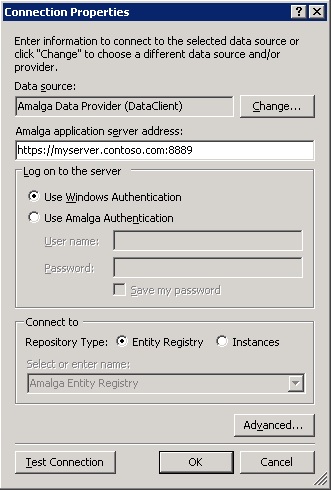 Connection Properties
Enter information to connect to the selected data source or
click "Change" to choose a different data source and/or
provider.
Data source:
Amalga Data Provider (DataClient)
Change...
Amalga application server address:
https://myserver.contoso.com:8889
Log on to the server
Use Windows Authentication
Use Amalga Authentication
User name:
Password:
Save my password
Connect to
Repository Type:
Entity Registry
Instances
Select or enter name:
Amalga Entity Registry
Advanced...
Test Connection
OK
Cancel